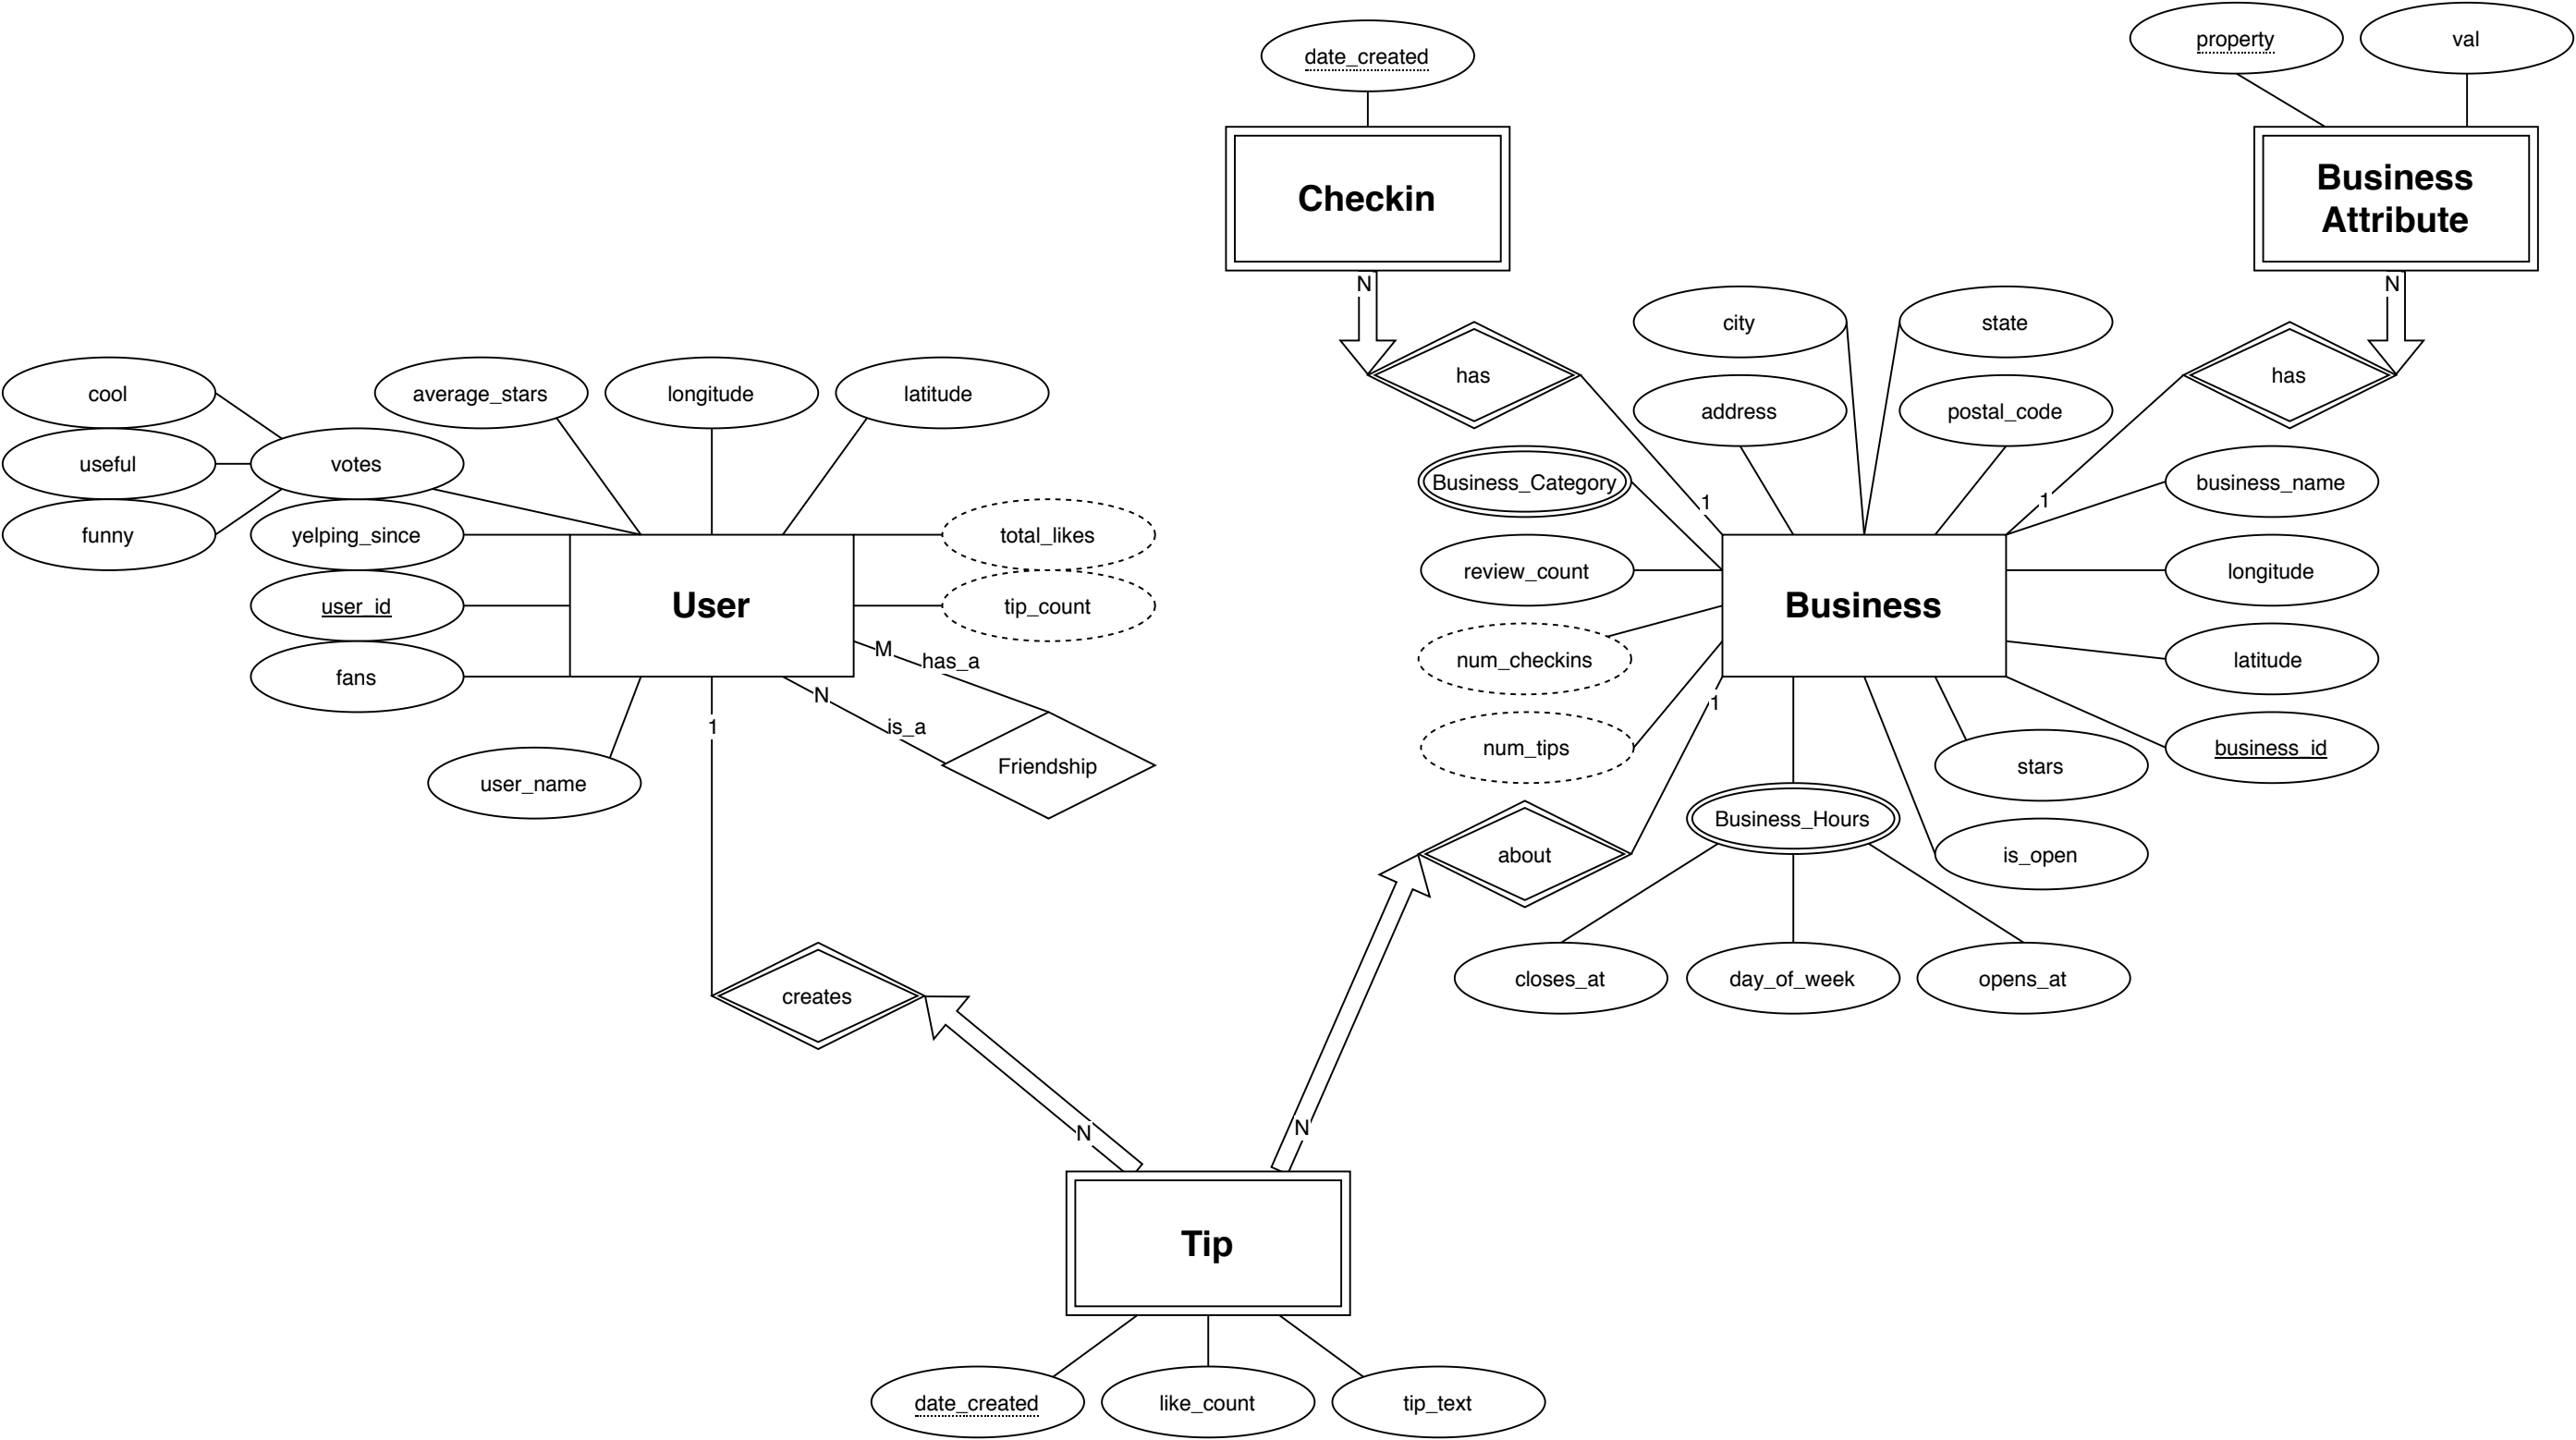 property
val
date_created
Business
Attribute
Checkin
N
N
city
state
has
has
cool
average_stars
longitude
latitude
address
postal_code
useful
votes
Business_Category
business_name
1
1
funny
yelping_since
total_likes
review_count
longitude
user_id
User
tip_count
Business
M
has_a
num_checkins
latitude
fans
N
1
1
is_a
num_tips
business_id
user_name
Friendship
stars
Business_Hours
about
is_open
closes_at
day_of_week
opens_at
creates
N
N
Tip
date_created
like_count
tip_text